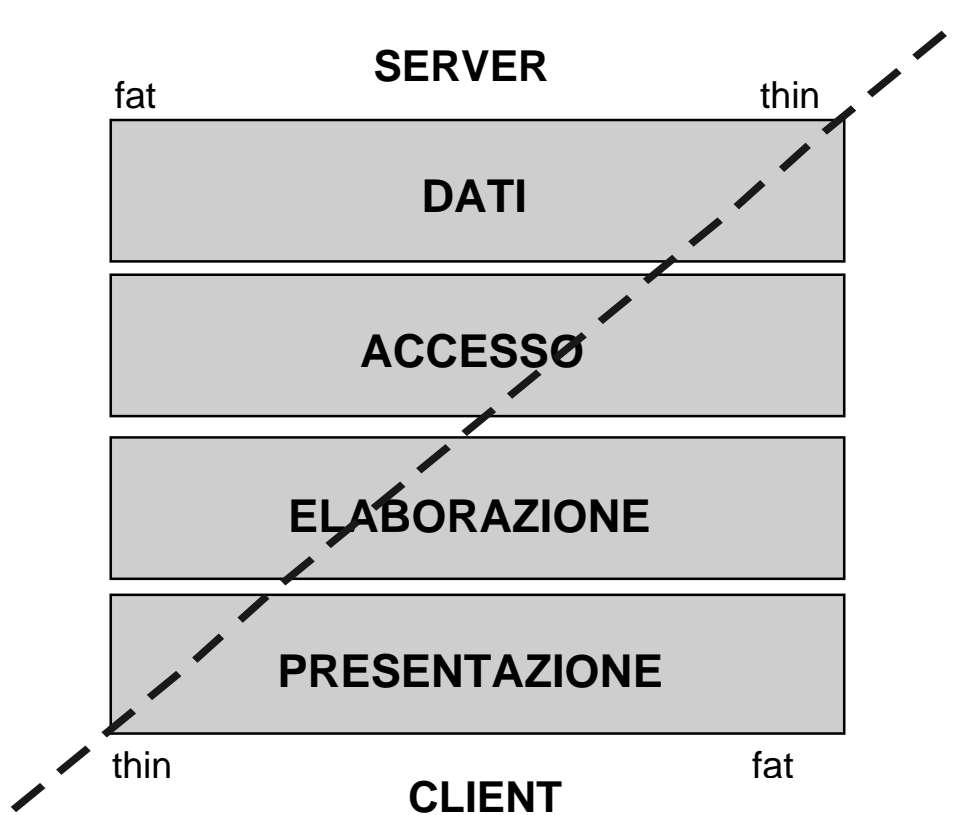 SERVER
fat thin
DATI
ACCESSO
ELABORAZIONE
PRESENTAZIONE
thin fat
CLIENT